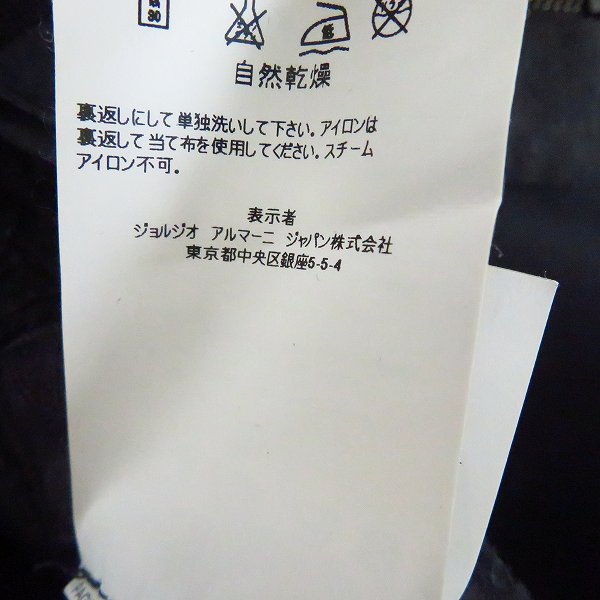 30
低
自然乾燥
裏返しにして単独洗いして下さい。アイロンは
裏返して当て布を使用してください。スチーム
アイロン不可。
表示者
ジョルジオ アルマーニ ジャパン株式会社
東京都中央区銀座5-5-4